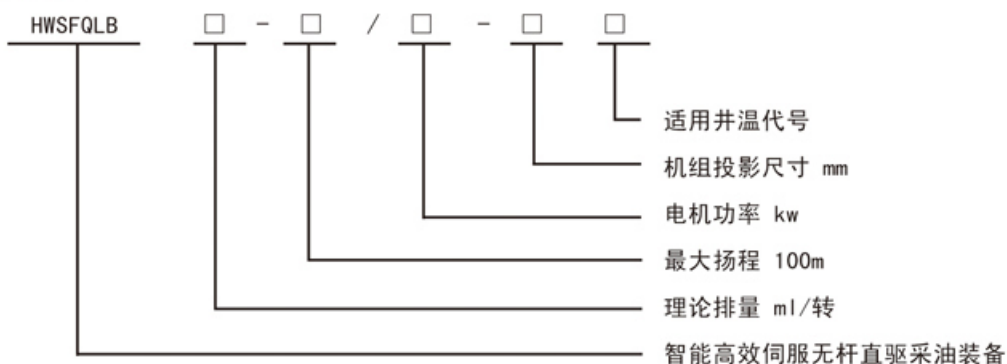 HWSFQLB □ - □ / □ - □ □
适用井温代号
机组投影尺寸 mm
电机功率 kw
最大扬程 100m
理论排量 ml/转
智能高效伺服无杆直驱采油装备